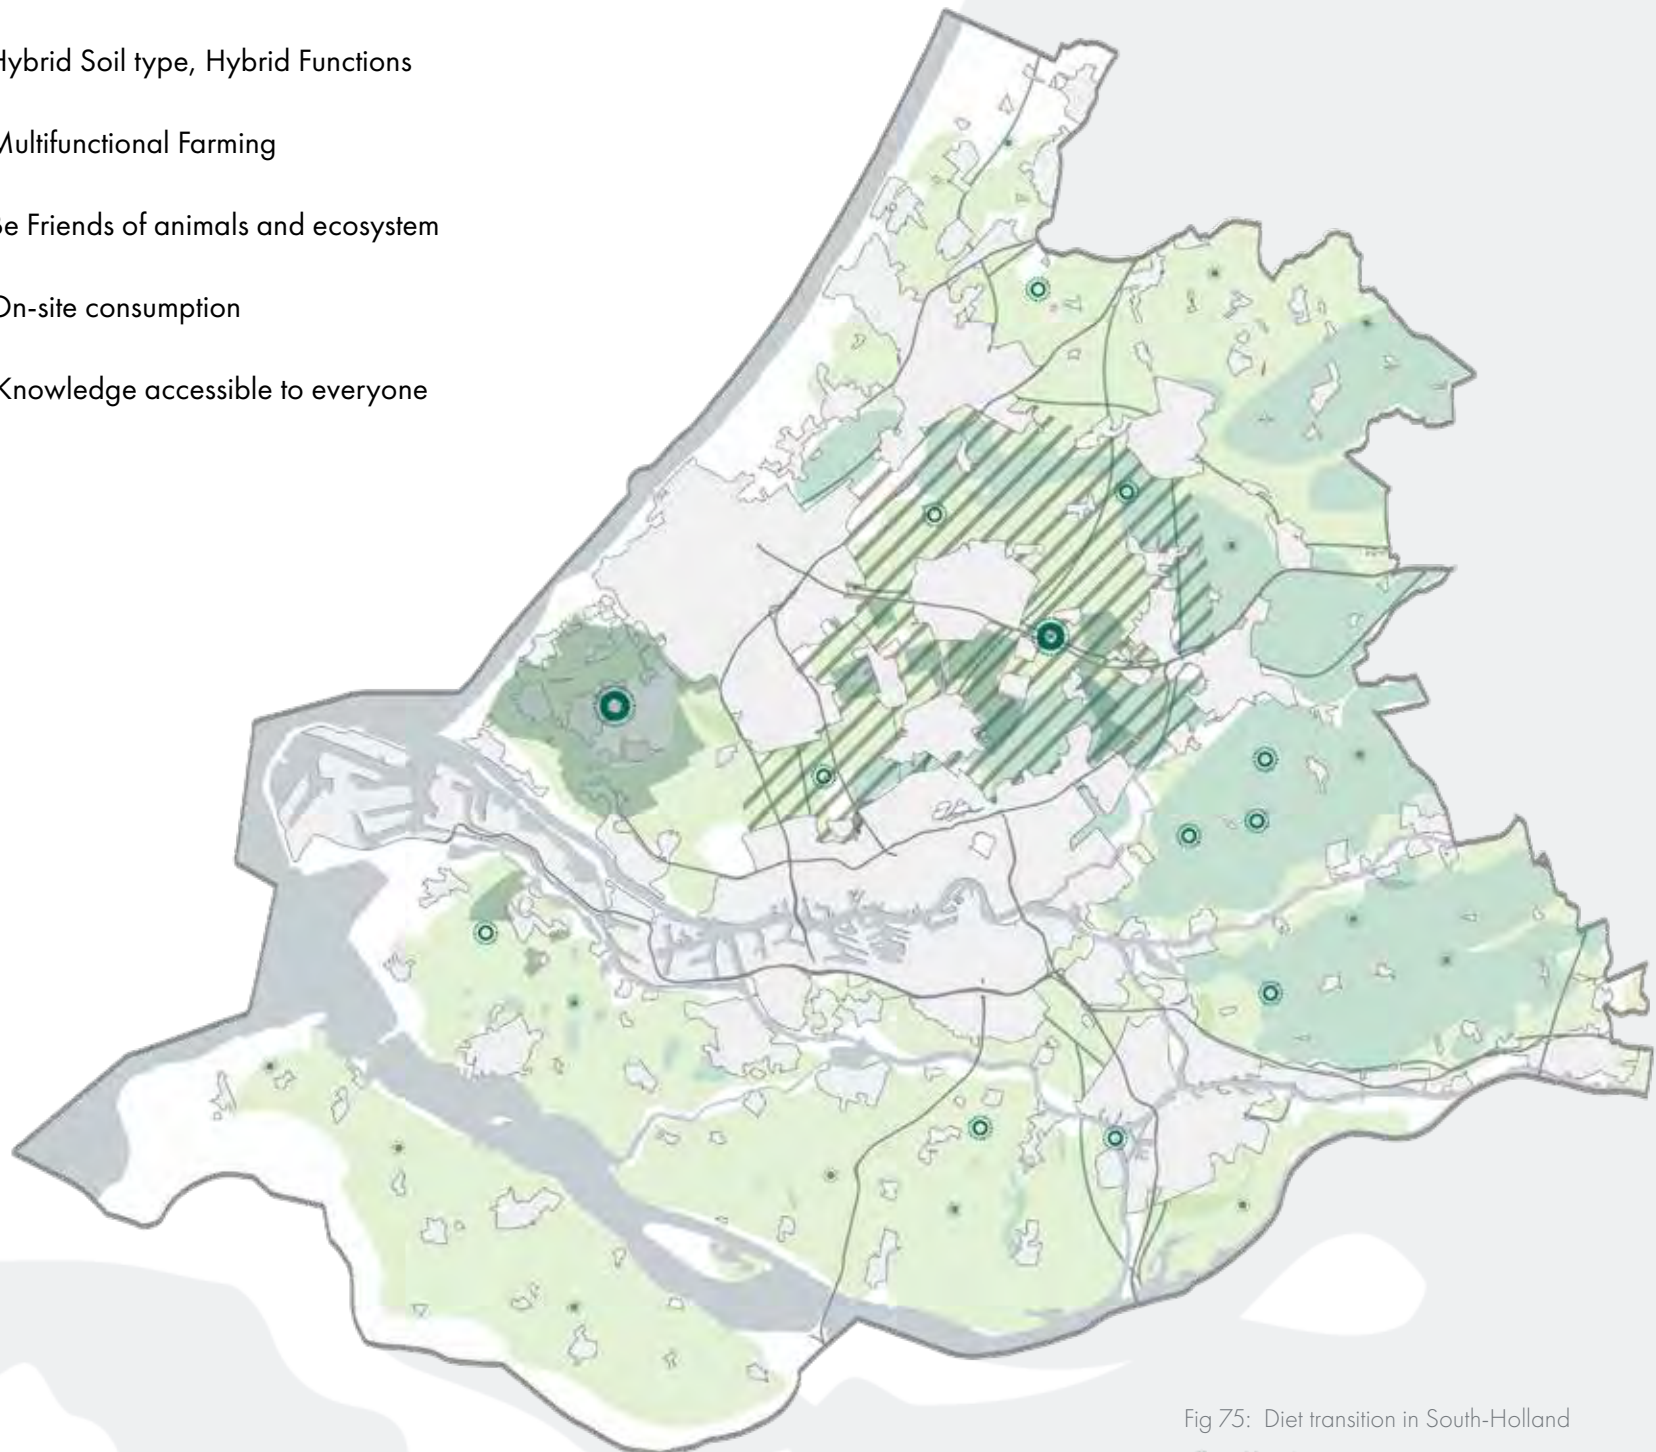 Hybrid Soil type, Hybrid Functions
Multifunctional Farming
Be Friends of animals and ecosystem
On-site consumption
Knowledge accessible to everyone
Fig 75: Diet transition in South-Holland